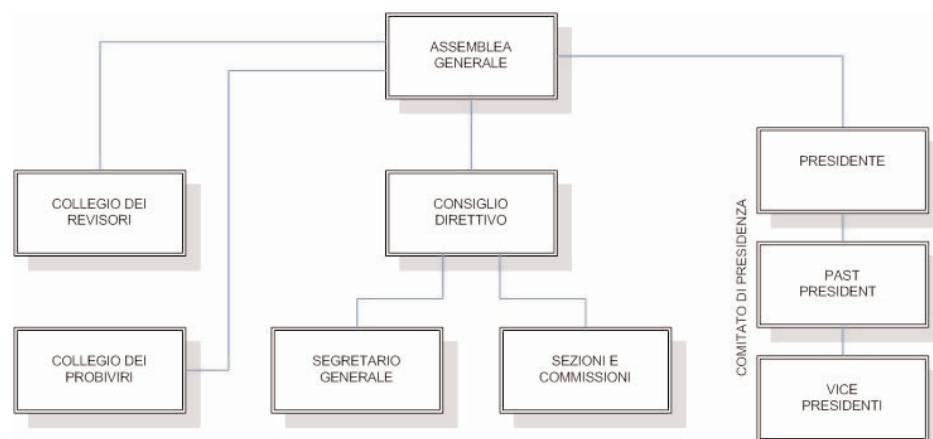 ASSEMBLEA
GENERALE
COLLEGIO DEI
REVISORI
CONSIGLIO
DIRETTIVO
PRESIDENTE
COMITATO DI PRESIDENZA
PAST
PRESIDENT
COLLEGIO DEI
PROBIVIRI
SEGRETARIO
GENERALE
SEZIONI E
COMMISSIONI
VICE
PRESIDENTI